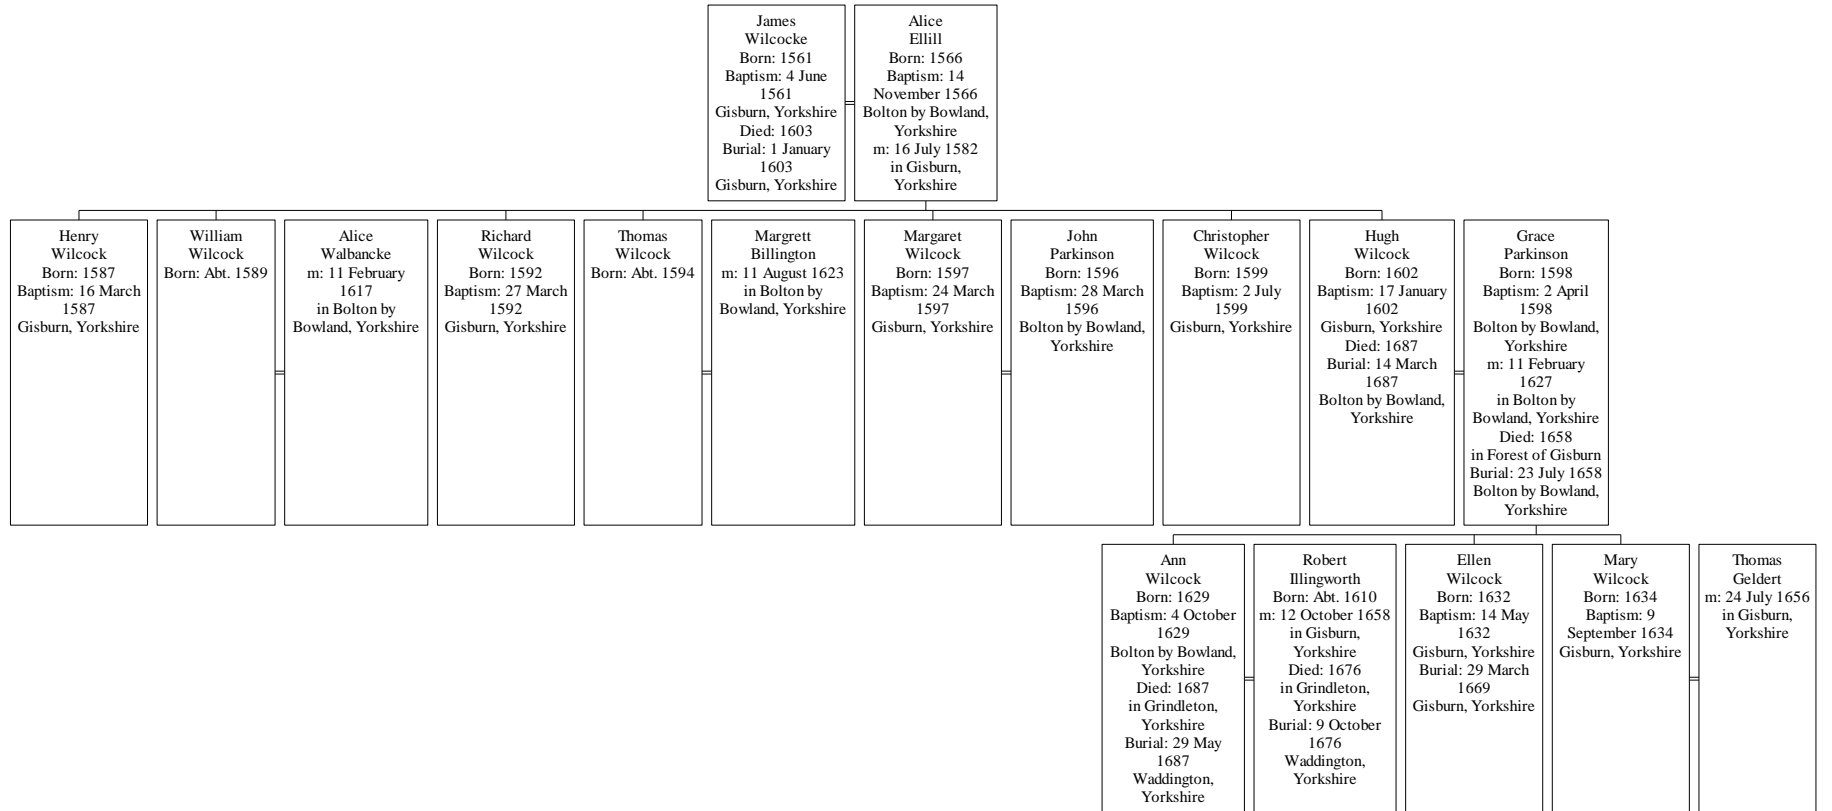 James
Wilcocke
Born: 1561
Baptism: 4 June
1561
Gisburn, Yorkshire
Died: 1603
Burial: 1 January
1603
Gisburn, Yorkshire
Alice
Ellill
Born: 1566
Baptism: 14
November 1566
Bolton by Bowland,
Yorkshire
m: 16 July 1582
in Gisburn,
Yorkshire
Henry
Wilcock
Born: 1587
Baptism: 16 March
1587
Gisburn, Yorkshire
William
Wilcock
Born: Abt. 1589
Alice
Walbancke
m: 11 February
1617
in Bolton by
Bowland, Yorkshire
Richard
Wilcock
Born: 1592
Baptism: 27 March
1592
Gisburn, Yorkshire
Thomas
Wilcock
Born: Abt. 1594
Margrett
Billington
m: 11 August 1623
in Bolton by
Bowland, Yorkshire
Margaret
Wilcock
Born: 1597
Baptism: 24 March
1597
Gisburn, Yorkshire
John
Parkinson
Born: 1596
Baptism: 28 March
1596
Bolton by Bowland,
Yorkshire
Christopher
Wilcock
Born: 1599
Baptism: 2 July
1599
Gisburn, Yorkshire
Hugh
Wilcock
Born: 1602
Baptism: 17 January
1602
Gisburn, Yorkshire
Died: 1687
Burial: 14 March
1687
Bolton by Bowland,
Yorkshire
Grace
Parkinson
Born: 1598
Baptism: 2 April
1598
Bolton by Bowland,
Yorkshire
m: 11 February
1627
in Bolton by
Bowland, Yorkshire
Died: 1658
in Forest of Gisburn
Burial: 23 July 1658
Bolton by Bowland,
Yorkshire
Ann
Wilcock
Born: 1629
Baptism: 4 October
1629
Bolton by Bowland,
Yorkshire
Died: 1687
in Grindleton,
Yorkshire
Burial: 29 May
1687
Waddington,
Yorkshire
Robert
Illingworth
Born: Abt. 1610
m: 12 October 1658
in Gisburn,
Yorkshire
Died: 1676
in Grindleton,
Yorkshire
Burial: 9 October
1676
Waddington,
Yorkshire
Ellen
Wilcock
Born: 1632
Baptism: 14 May
1632
Gisburn, Yorkshire
Burial: 29 March
1669
Gisburn, Yorkshire
Mary
Wilcock
Born: 1634
Baptism: 9
September 1634
Gisburn, Yorkshire
Thomas
Geldert
m: 24 July 1656
in Gisburn,
Yorkshire